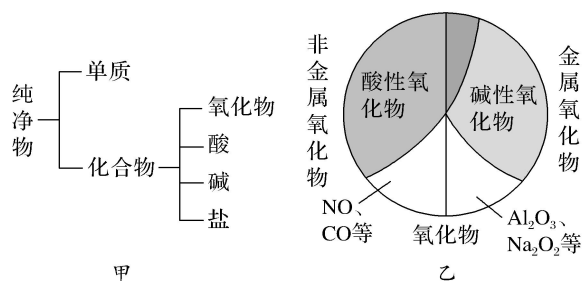 纯净物
单质
化合物
氧化物
酸
碱
盐
甲
非金属氧化物
酸性氧化物
碱性氧化物
金属氧化物
NO、
CO等
氧化物
Al₂O₃、
Na₂O₂等
乙